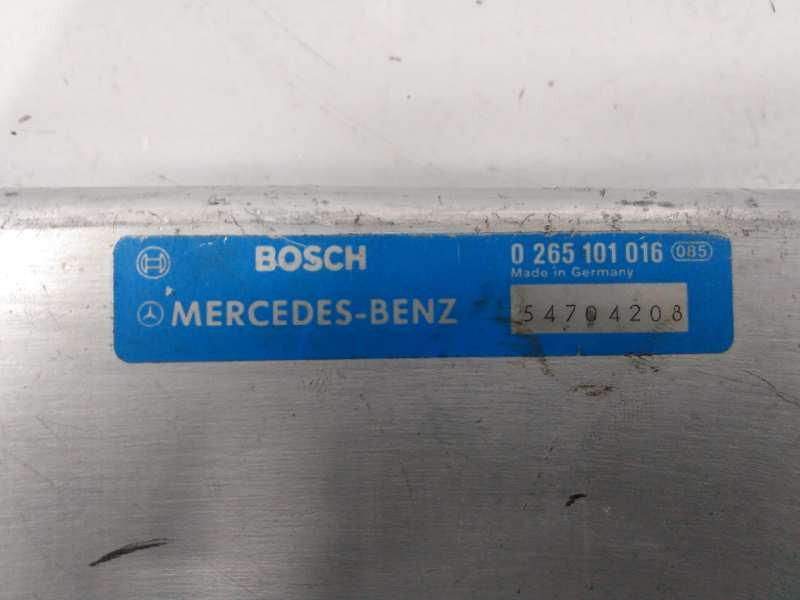 BOSCH 0 265 101 016 085
Made in Germany
MERCEDES-BENZ 54704208